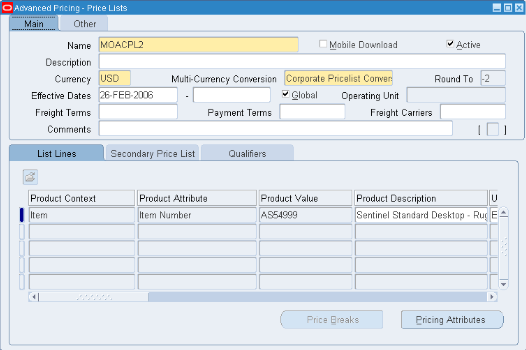 Advanced Pricing - Price Lists
Main Other
Name MOACPL2 Mobile Download Active
Description
Currency USD Multi-Currency Conversion Corporate Pricelist Conver Round To -2
Effective Dates 26-FEB-2006 - Global Operating Unit
Freight Terms Payment Terms Freight Carriers
Comments [ ]
List Lines Secondary Price List Qualifiers
Product Context Product Attribute Product Value Product Description U
Item Item Number AS54999 Sentinel Standard Desktop - Rug E
Price Breaks Pricing Attributes